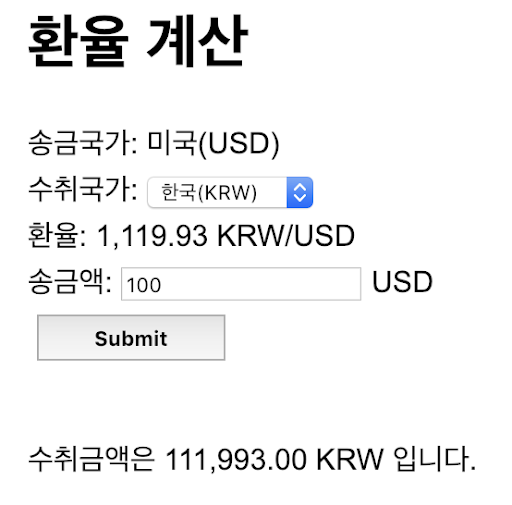 환율 계산
송금국가: 미국(USD)
수취국가: 한국(KRW)
환율: 1,119.93 KRW/USD
송금액: 100 USD
Submit
수취금액은 111,993.00 KRW 입니다.